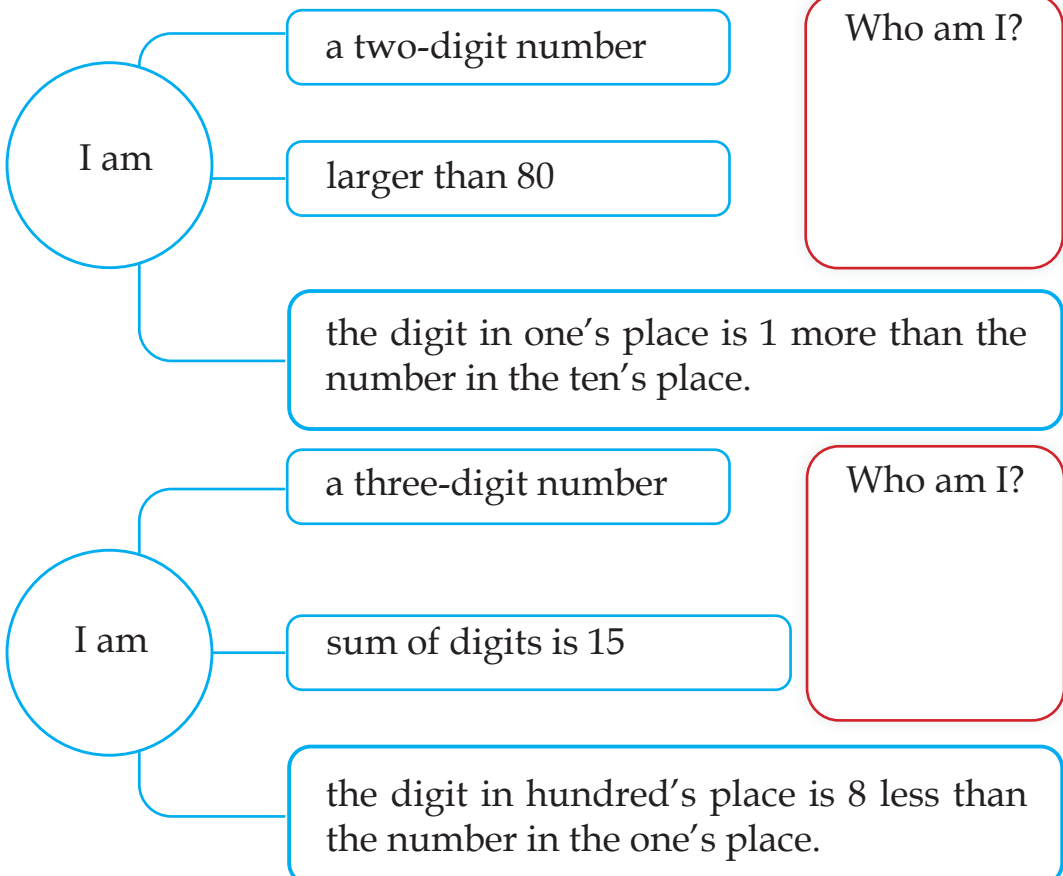 a two-digit number
Who am I?
I am
larger than 80
the digit in one’s place is 1 more than the
number in the ten’s place.
a three-digit number
Who am I?
I am
sum of digits is 15
the digit in hundred’s place is 8 less than
the number in the one’s place.